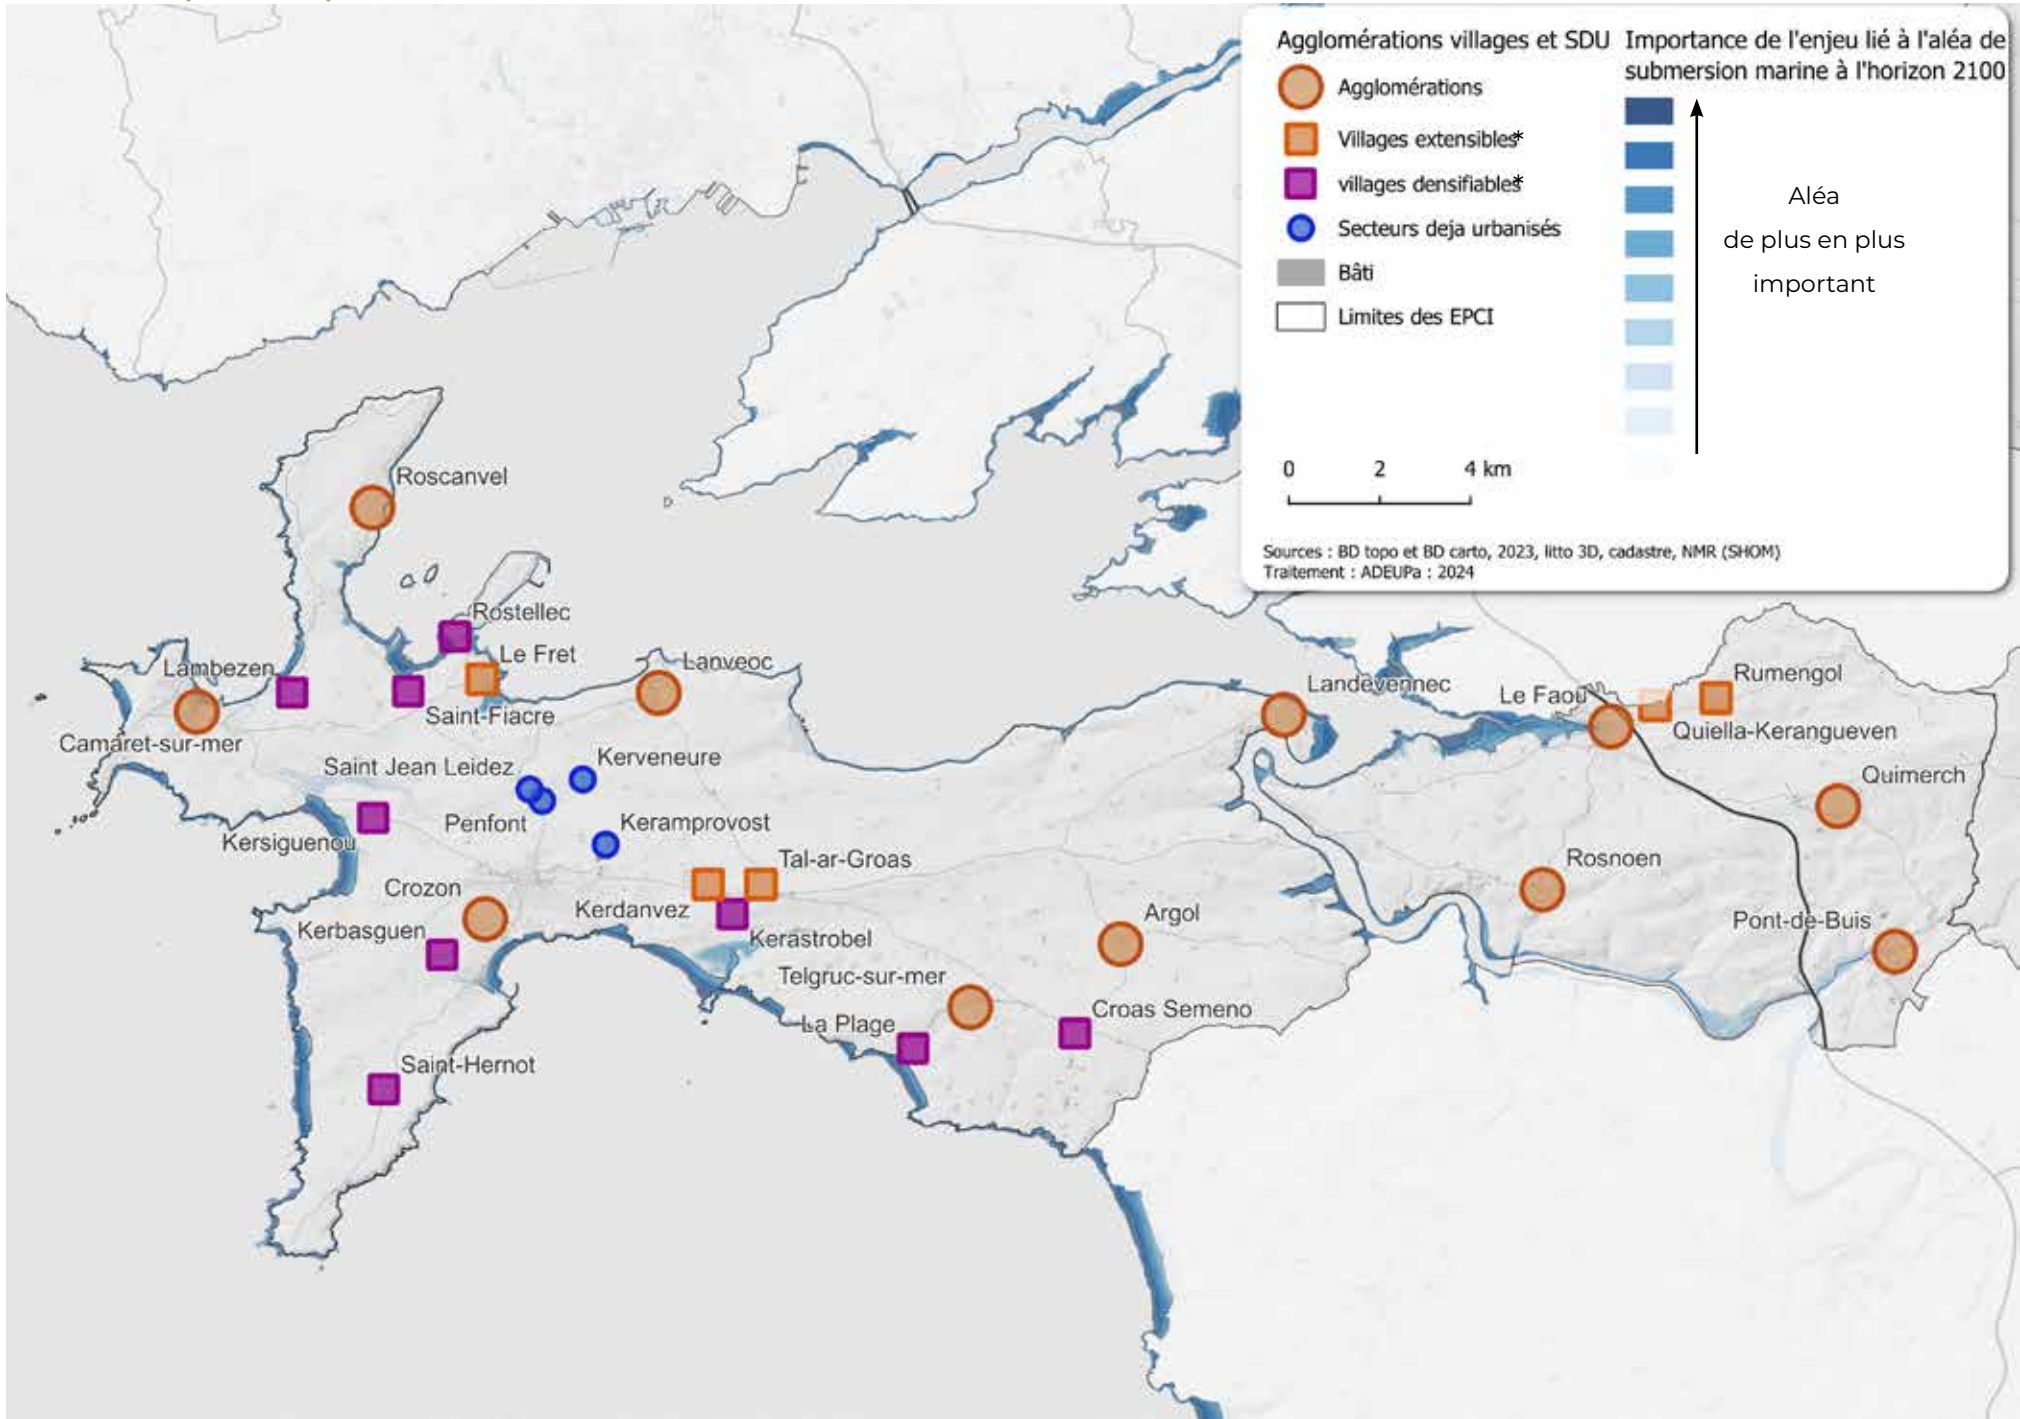 Agglomérations villages et SDU
Agglomérations
Villages extensibles*
villages densifiables*
Secteurs deja urbanisés
Bâti
Limites des EPCI
Importance de l'enjeu lié à l'aléa de
submersion marine à l'horizon 2100
Aléa
de plus en plus
important
0 2 4 km
Sources : BD topo et BD carto, 2023, litto 3D, cadastre, NMR (SHOM)
Traitement : ADEUPa : 2024
Roscanvel
Rostellec
Le Fret
Lanveoc
Lambezen
Saint-Fiacre
Camaret-sur-mer
Landevennec
Le Faou
Rumengol
Quiella-Kerangueven
Quimerch
Saint Jean Leidez
Kerveneure
Penfont
Keramprovost
Kersiguenou
Tal-ar-Groas
Crozon
Kerdanvez
Kerbasguen
Kerastrobel
Argol
Rosnoen
Pont-de-Buis
Telgruc-sur-mer
La Plage
Croas Semeno
Saint-Hernot